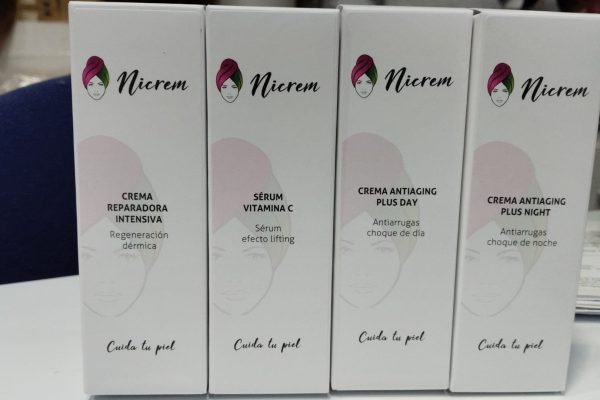 Nicrem
CREMA
REPARADORA
INTENSIVA
Regeneración
dérmica
Cuida tu piel
Nicrem
SÉRUM
VITAMINA C
Sérum
efecto lifting
Cuida tu piel
Nicrem
CREMA ANTIAGING
PLUS DAY
Antiarrugas
choque de día
Cuida tu piel
Nicrem
CREMA ANTIAGING
PLUS NIGHT
Antiarrugas
choque de noche
Cuida tu piel